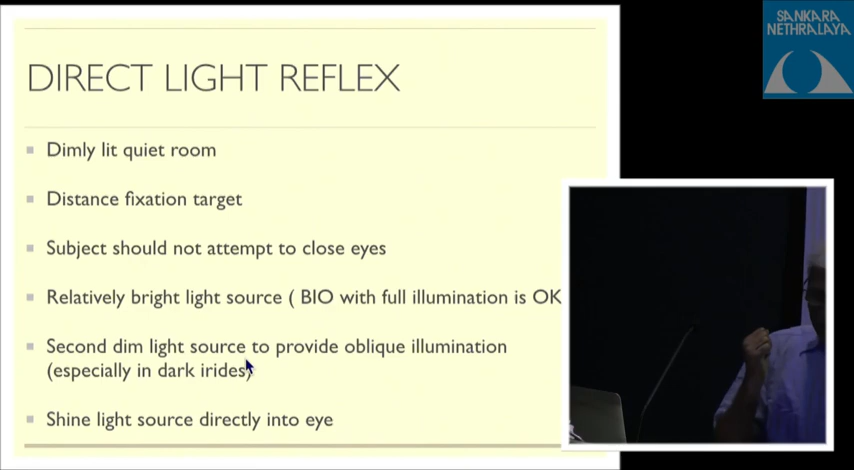 SANKARA
NETHRALAYA
DIRECT LIGHT REFLEX
Dimly lit quiet room
Distance fixation target
Subject should not attempt to close eyes
Relatively bright light source ( BIO with full illumination is OK
Second dim light source to provide oblique illumination
(especially in dark irides)
Shine light source directly into eye